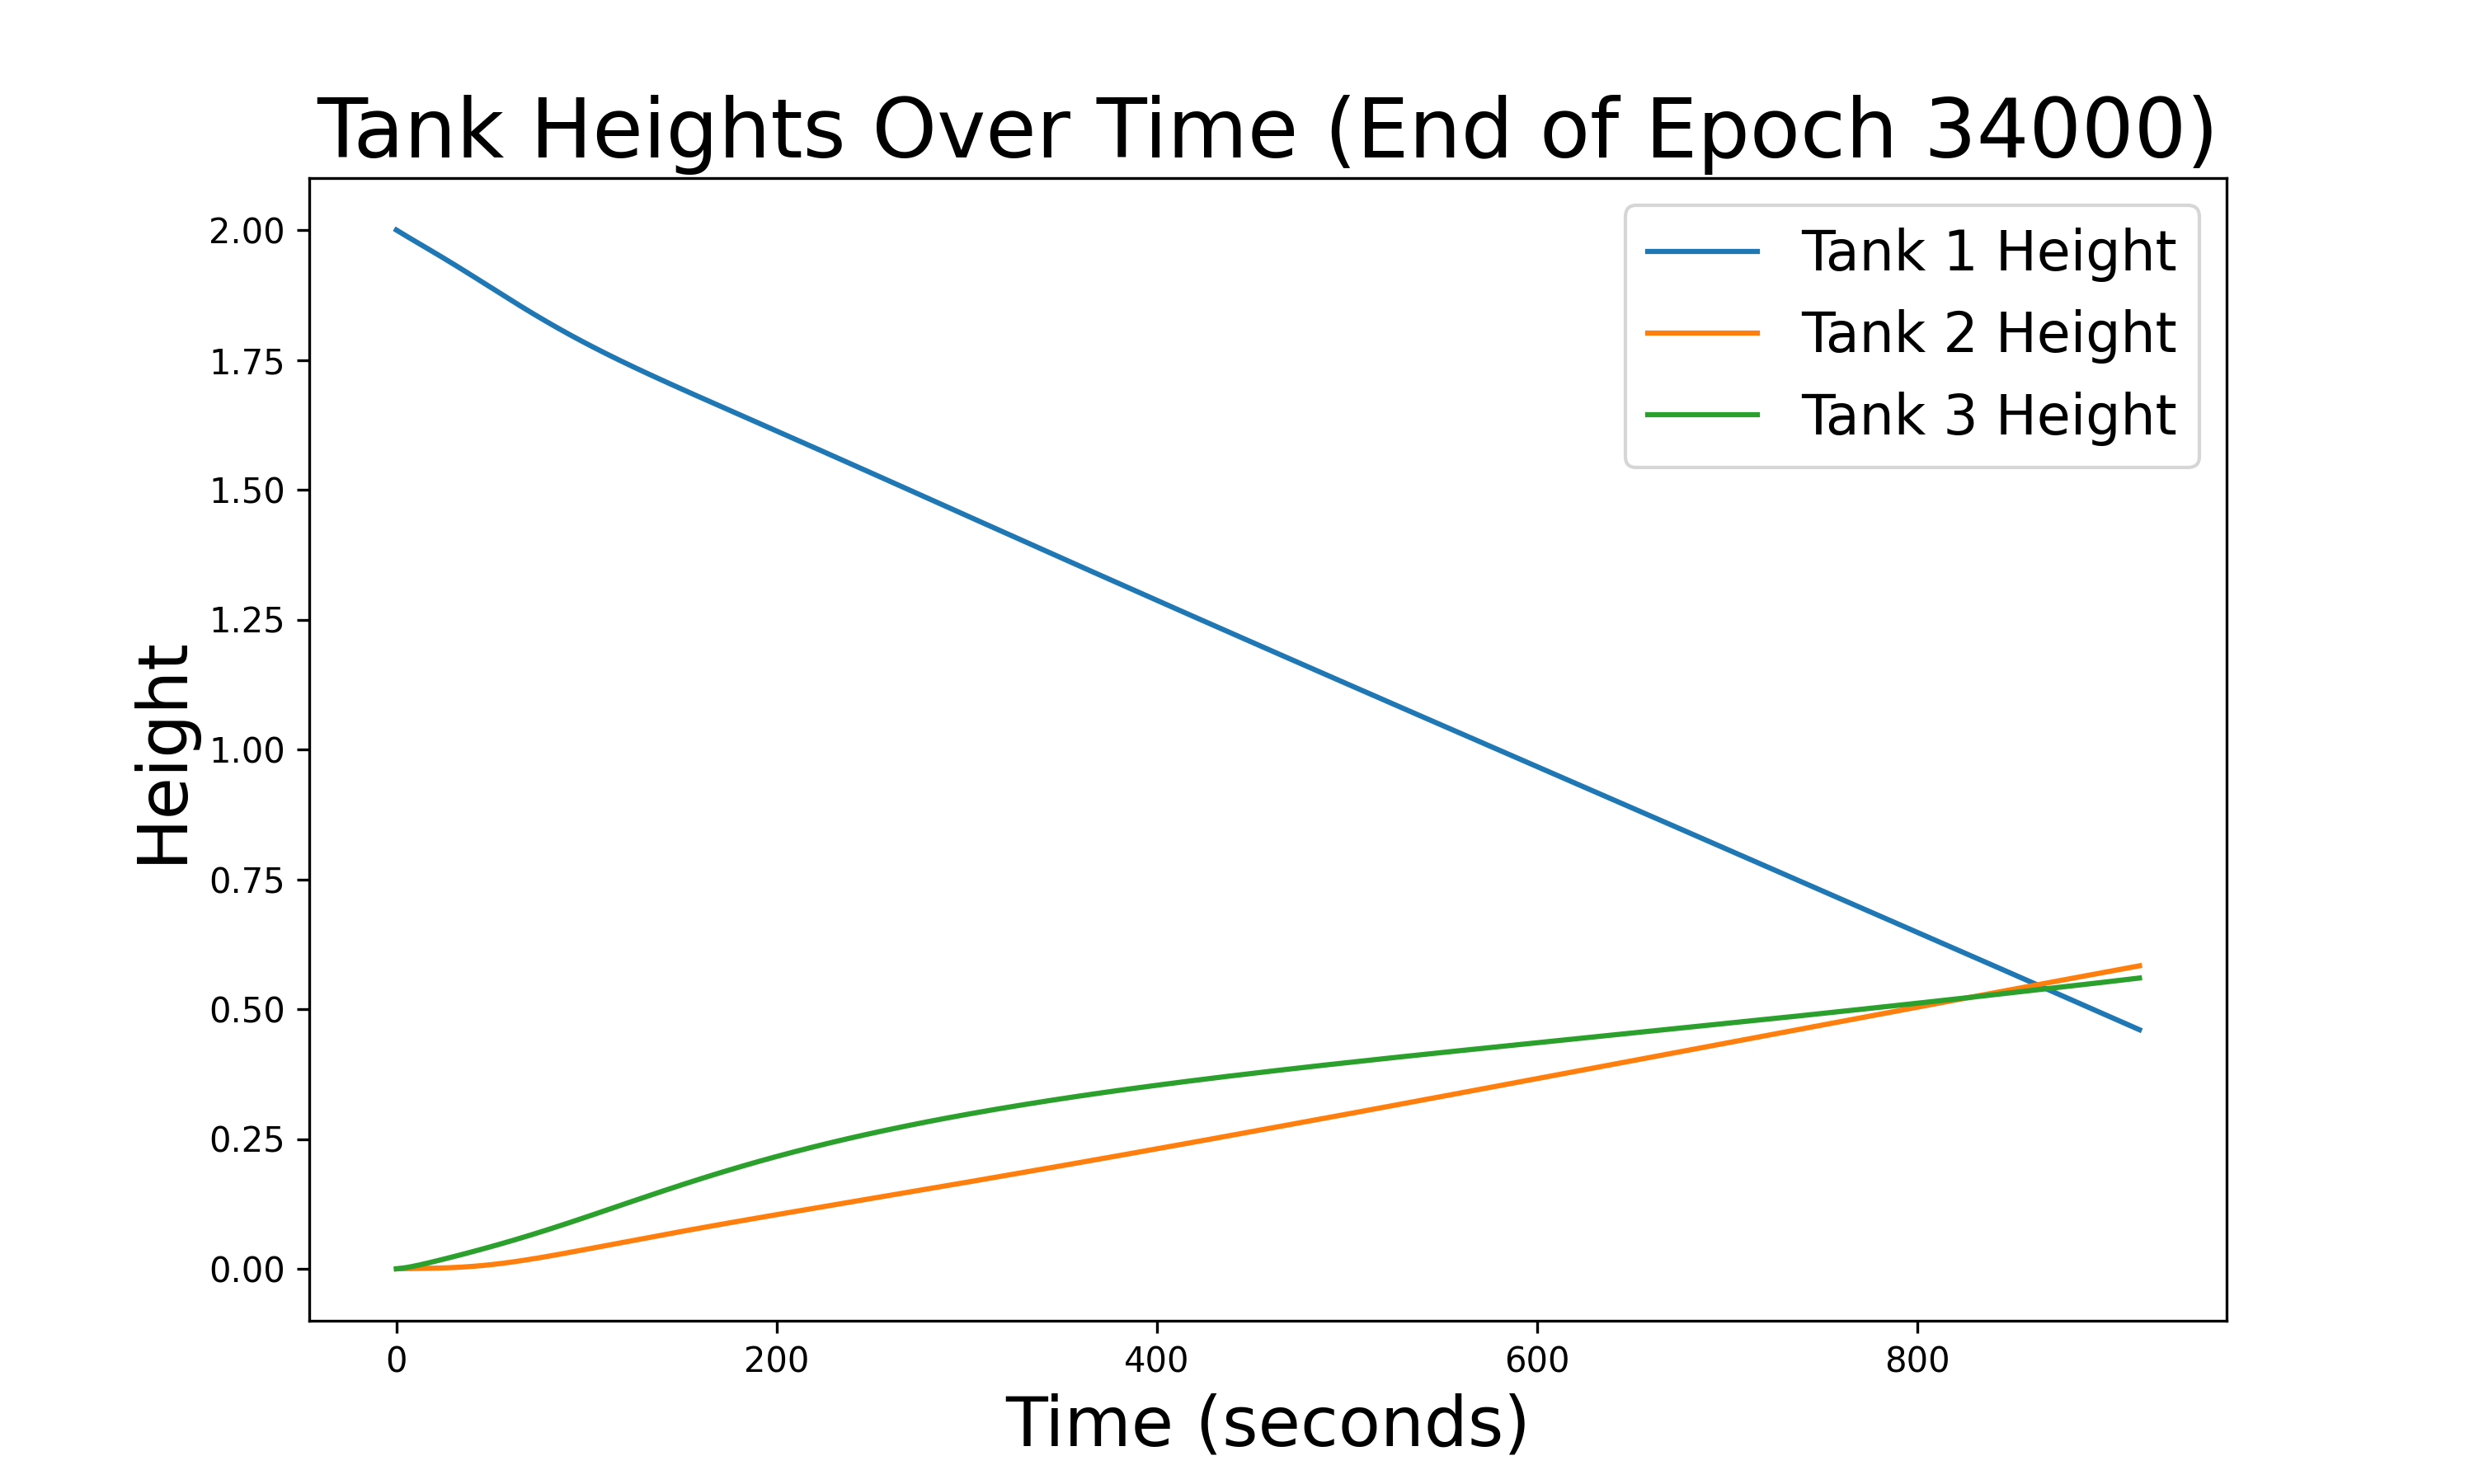 Tank Heights Over Time (End of Epoch 34000)
Tank 1 Height
Tank 2 Height
Tank 3 Height
Height
2.00
1.75
1.50
1.25
1.00
0.75
0.50
0.25
0.00
0 200 400 600 800
Time (seconds)